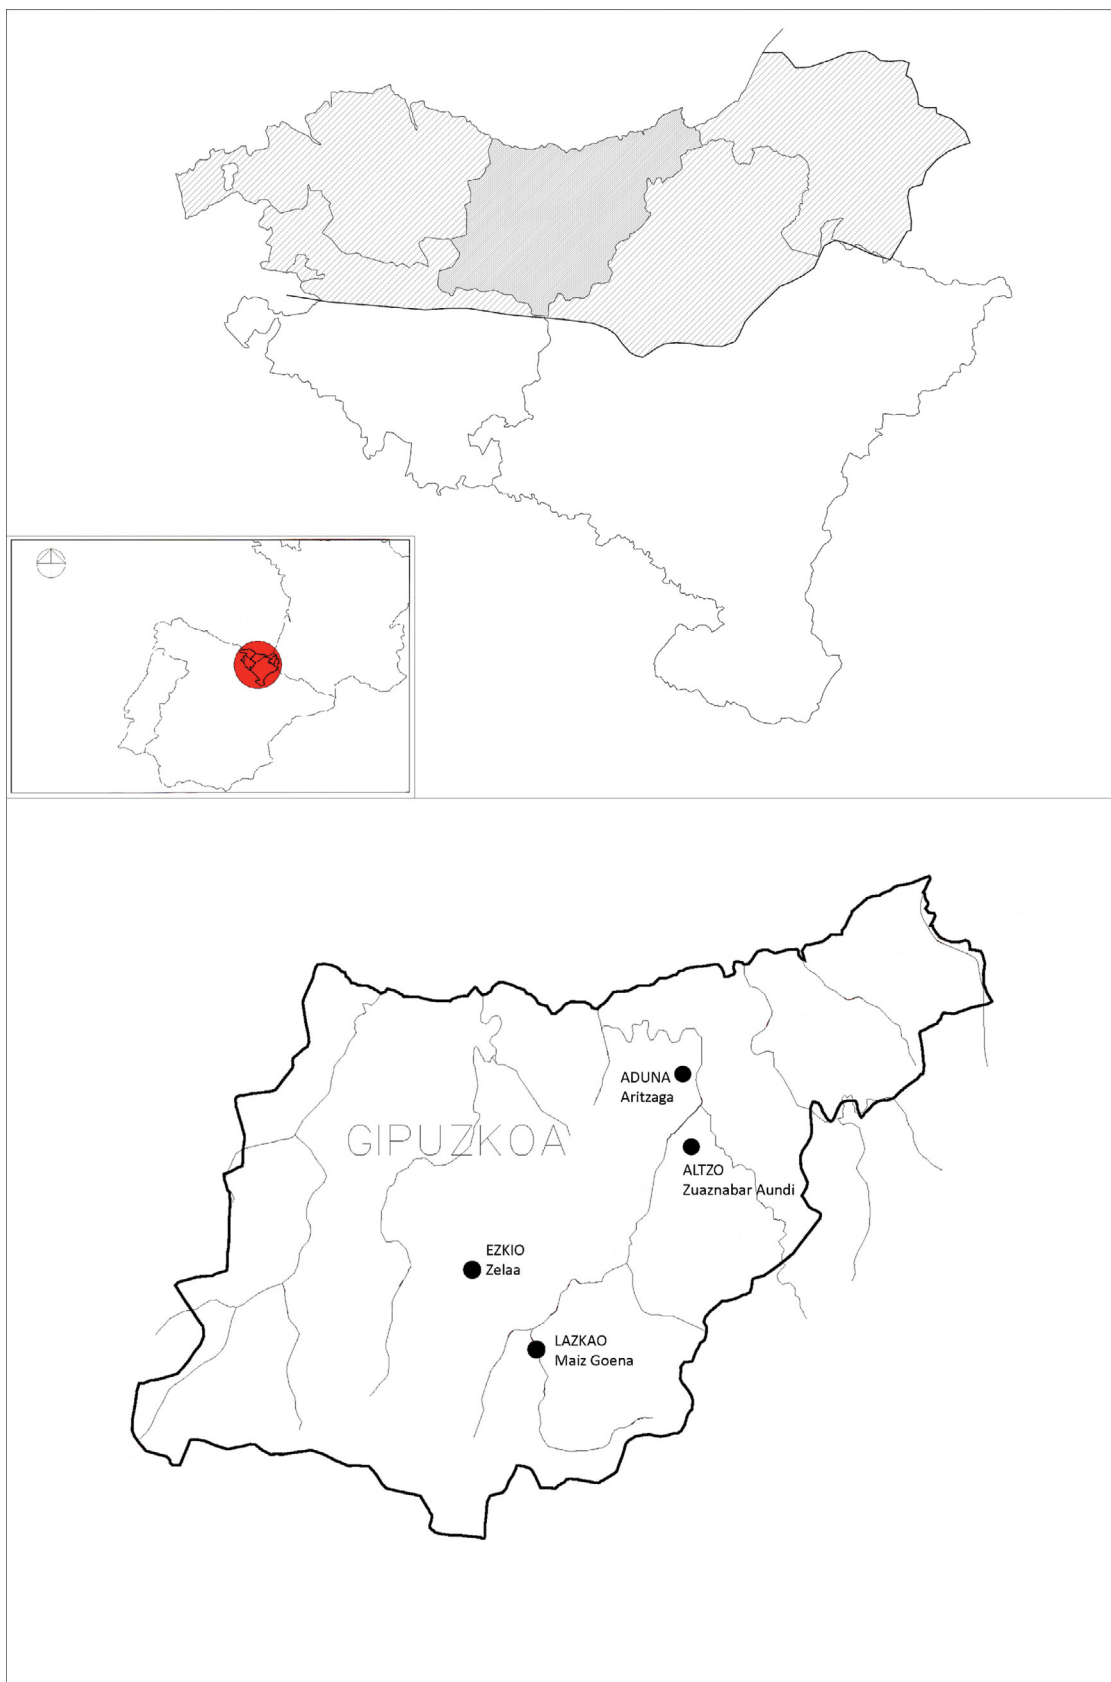 ADUNA
Aritzaga
GIPUZKOA
ALTZO
Zuaznabar Aundi
EZKIO
Zelaa
LAZKAO
Maiz Goena